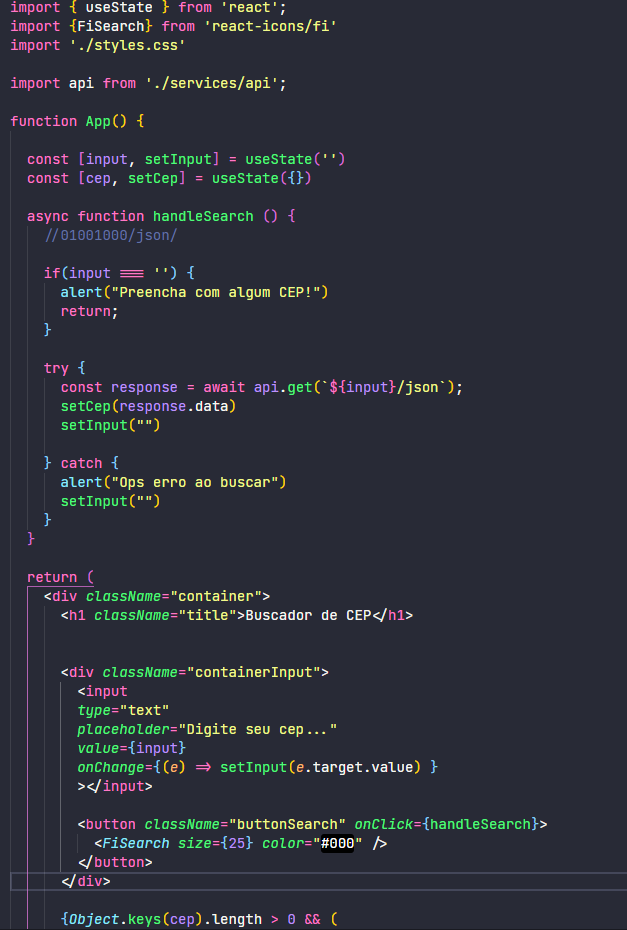 import { useState } from 'react';
import {FiSearch} from 'react-icons/fi'
import './styles.css'

import api from './services/api';

function App() {

  const [input, setInput] = useState('')
  const [cep, setCep] = useState({})

  async function handleSearch () {
    //01001000/json/

    if(input === '') {
      alert("Preencha com algum CEP!")
      return;
    }

    try {
      const response = await api.get(`${input}/json`);
      setCep(response.data)
      setInput("")

    } catch {
      alert("Ops erro ao buscar")
      setInput("")
    }
  }

  return (
    <div className="container">
      <h1 className="title">Buscador de CEP</h1>


      <div className="containerInput">
        <input
        type="text"
        placeholder="Digite seu cep..."
        value={input}
        onChange={(e) => setInput(e.target.value) }
        ></input>

        <button className="buttonSearch" onClick={handleSearch}>
          <FiSearch size={25} color="#000" />
        </button>
      </div>

      {Object.keys(cep).length > 0 && (